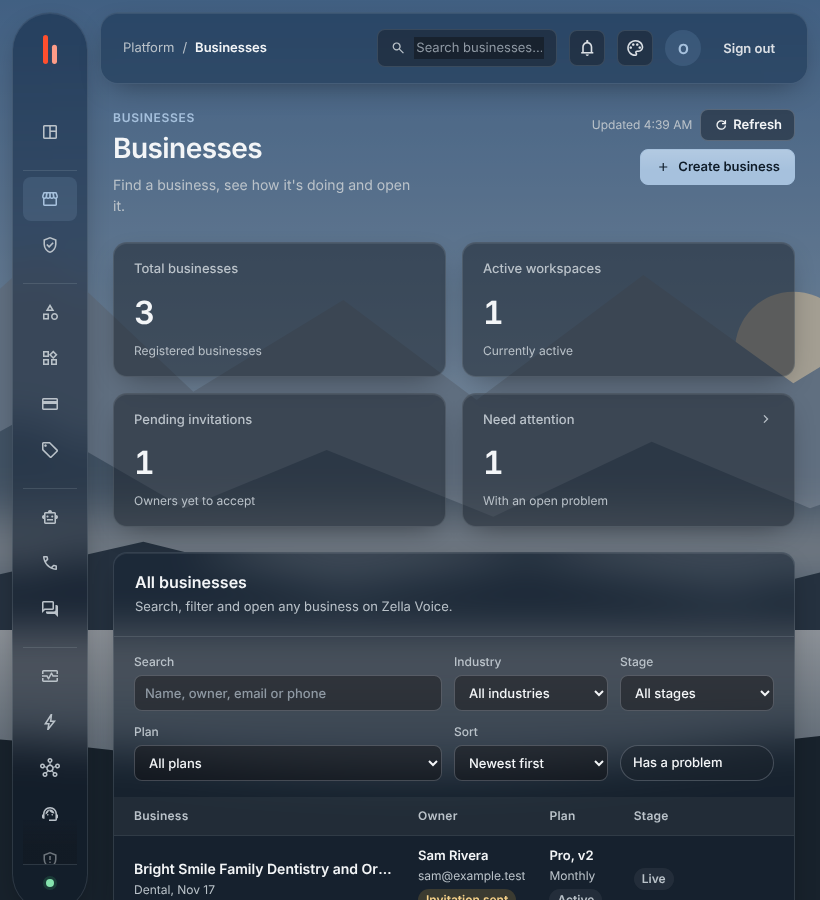 Platform / Businesses
Search businesses...
O
Sign out
BUSINESSES
Businesses
Find a business, see how it's doing and open
it.
Updated 4:39 AM
Refresh
+ Create business
Total businesses
3
Registered businesses
Active workspaces
1
Currently active
Pending invitations
1
Owners yet to accept
Need attention
1
With an open problem
All businesses
Search, filter and open any business on Zella Voice.
Search
Name, owner, email or phone
Industry
All industries
Stage
All stages
Plan
All plans
Sort
Newest first
Has a problem
Business Owner Plan Stage
Bright Smile Family Dentistry and Or...
Dental, Nov 17
Sam Rivera
sam@example.test
Invitation sent
Pro, v2
Monthly
Active
Live